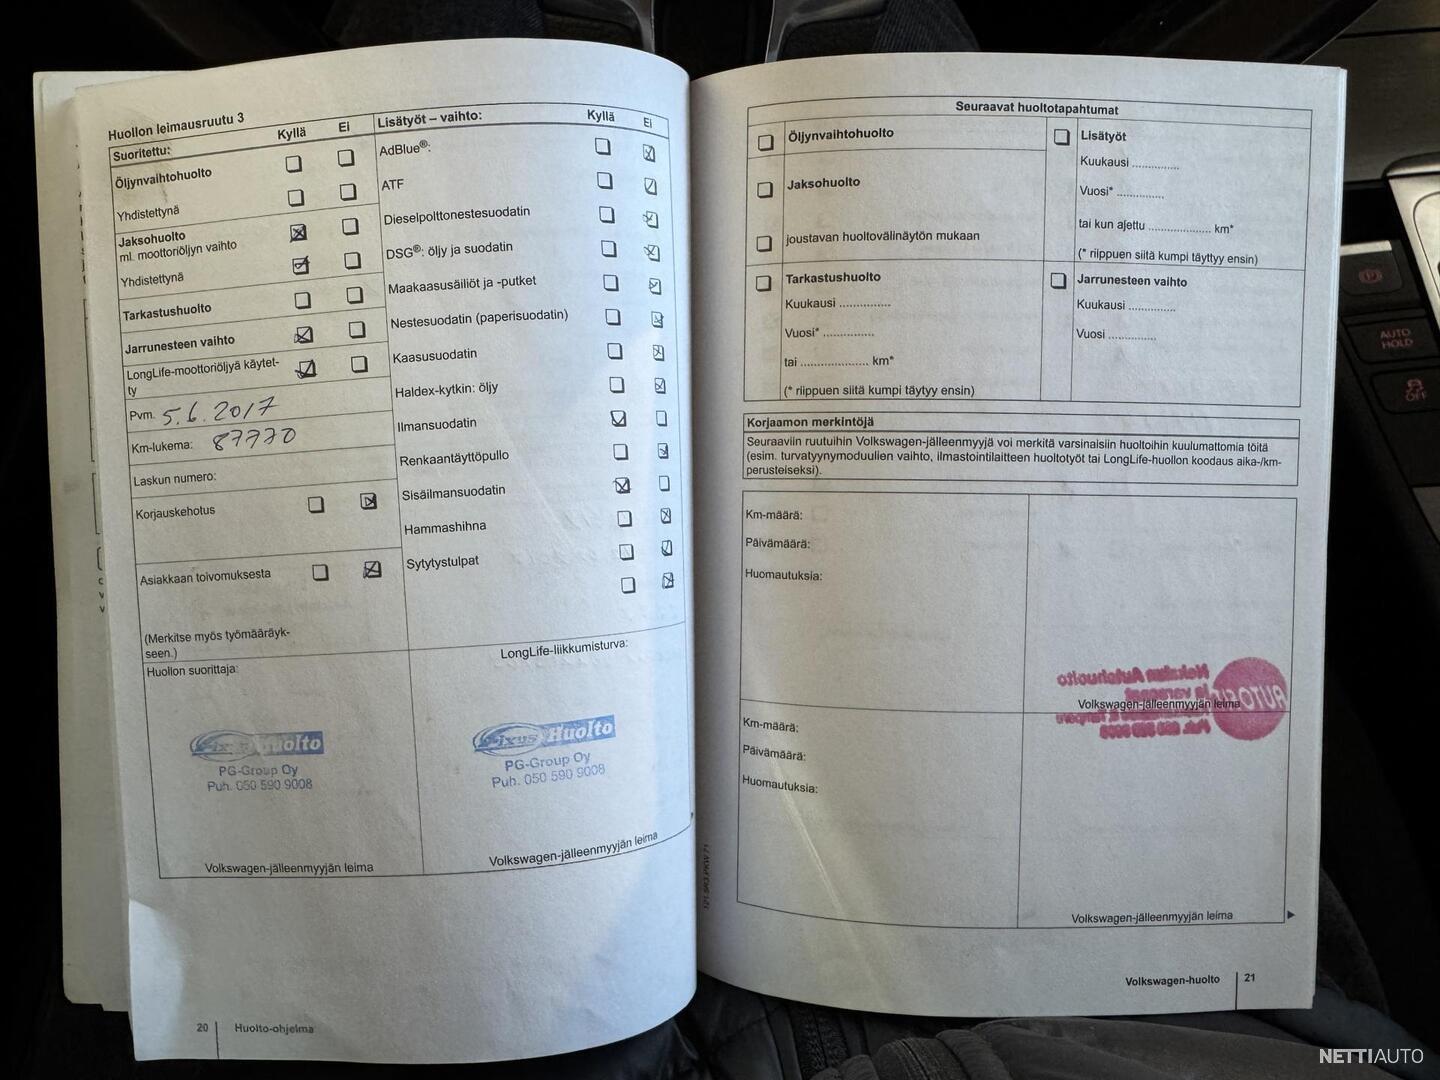 Huollon leimausruutu 3
Suoritettu:
Kyllä
Ei
Öljynvaihtohuolto
Yhdistettynä
Jaksohuolto
ml. moottoriöljyn vaihto
Yhdistettynä
Tarkastushuolto
Jarrunesteen vaihto
LongLife-moottoriöljyä käytet-
ty
Pvm. 5.6.2017
Km-lukema: 87770
Laskun numero:
Korjauskehotus
Asiakkaan toivomuksesta
(Merkitse myös työmääräyk-
seen.)
Lisätyöt – vaihto:
Kyllä
Ei
AdBlue®:
ATF
Dieselpolttonestesuodatin
DSG®: öljy ja suodatin
Maakaasusäiliöt ja -putket
Nestesuodatin (paperisuodatin)
Kaasusuodatin
Haldex-kytkin: öljy
Ilmansuodatin
Renkaantäyttöpullo
Sisäilmansuodatin
Hammashihna
Sytytystulpat
Huollon suorittaja:
Fixus Huolto
PG-Group Oy
Puh. 050 590 9008
Volkswagen-jälleenmyyjän leima
LongLife-liikkumisturva:
Fixus Huolto
PG-Group Oy
Puh. 050 590 9008
Volkswagen-jälleenmyyjän leima
20
Huolto-ohjelma
Seuraavat huoltotapahtumat
Öljynvaihtohuolto
Jaksohuolto
joustavan huoltovälinäytön mukaan
Tarkastushuolto
Kuukausi ...............
Vuosi* ...............
tai .................... km*
(* riippuen siitä kumpi täytyy ensin)
Lisätyöt
Kuukausi ..............
Vuosi* ..............
tai kun ajettu ................... km*
(* riippuen siitä kumpi täyttyy ensin)
Jarrunesteen vaihto
Kuukausi ..............
Vuosi ..............
Korjaamon merkintöjä
Seuraaviin ruutuihin Volkswagen-jälleenmyyjä voi merkitä varsinaisiin huoltoihin kuulumattomia töitä
(esim. turvatyynymoduulien vaihto, ilmastointilaitteen huoltotyöt tai LongLife-huollon koodaus aika-/km-
perusteiseksi).
Km-määrä:
Päivämäärä:
Huomautuksia:
Volkswagen-jälleenmyyjän leima
Km-määrä:
Päivämäärä:
Huomautuksia:
Volkswagen-jälleenmyyjän leima
Volkswagen-huolto
21
AUTO
HOLD
OFF
NETTIAUTO